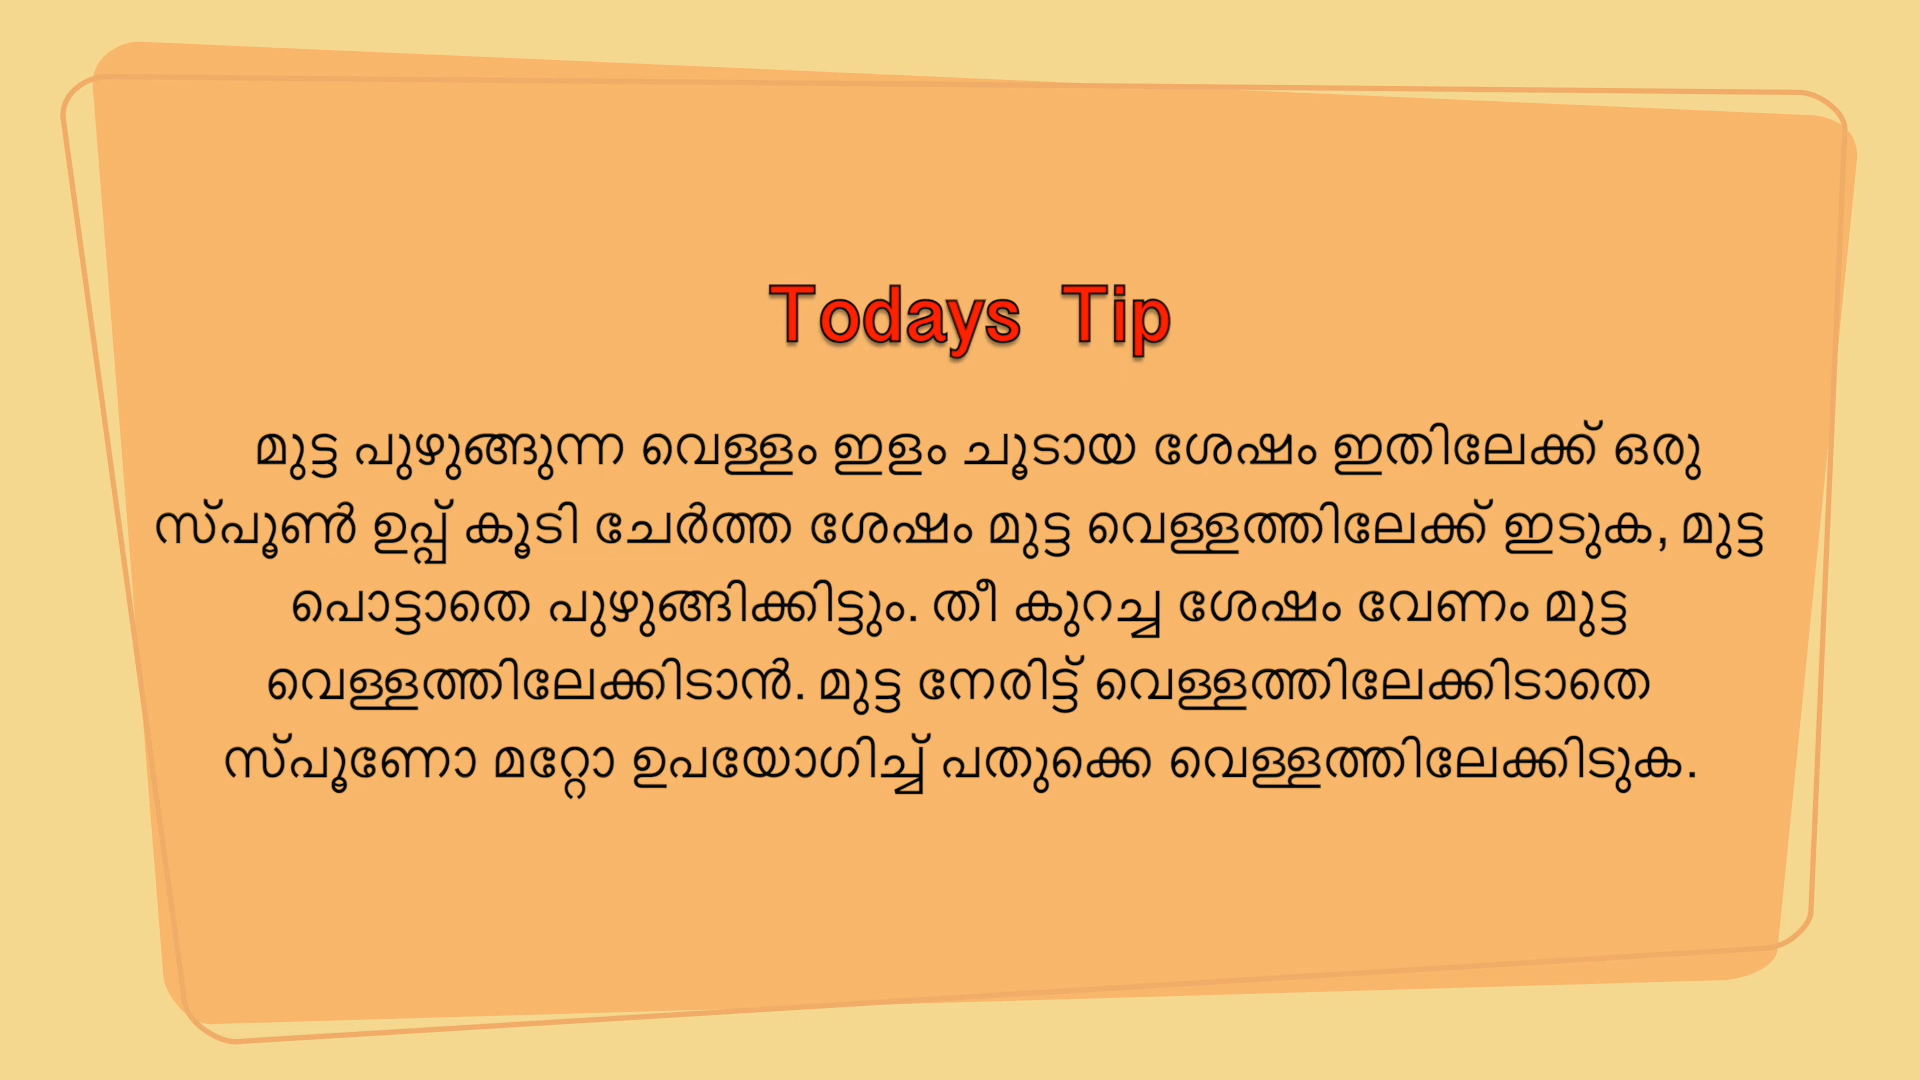 Todays Tip
മുട്ട പുഴുങ്ങുന്ന വെള്ളം ഇളം ചൂടായ ശേഷം ഇതിലേക്ക് ഒരു
സ്പൂൺ ഉപ്പ് കൂടി ചേർത്ത ശേഷം മുട്ട വെള്ളത്തിലേക്ക് ഇടുക, മുട്ട
പൊട്ടാതെ പുഴുങ്ങിക്കിട്ടും. തീ കുറച്ച ശേഷം വേണം മുട്ട
വെള്ളത്തിലേക്കിടാൻ. മുട്ട നേരിട്ട് വെള്ളത്തിലേക്കിടാതെ
സ്പൂണോ മറ്റോ ഉപയോഗിച്ച് പതുക്കെ വെള്ളത്തിലേക്കിടുക.